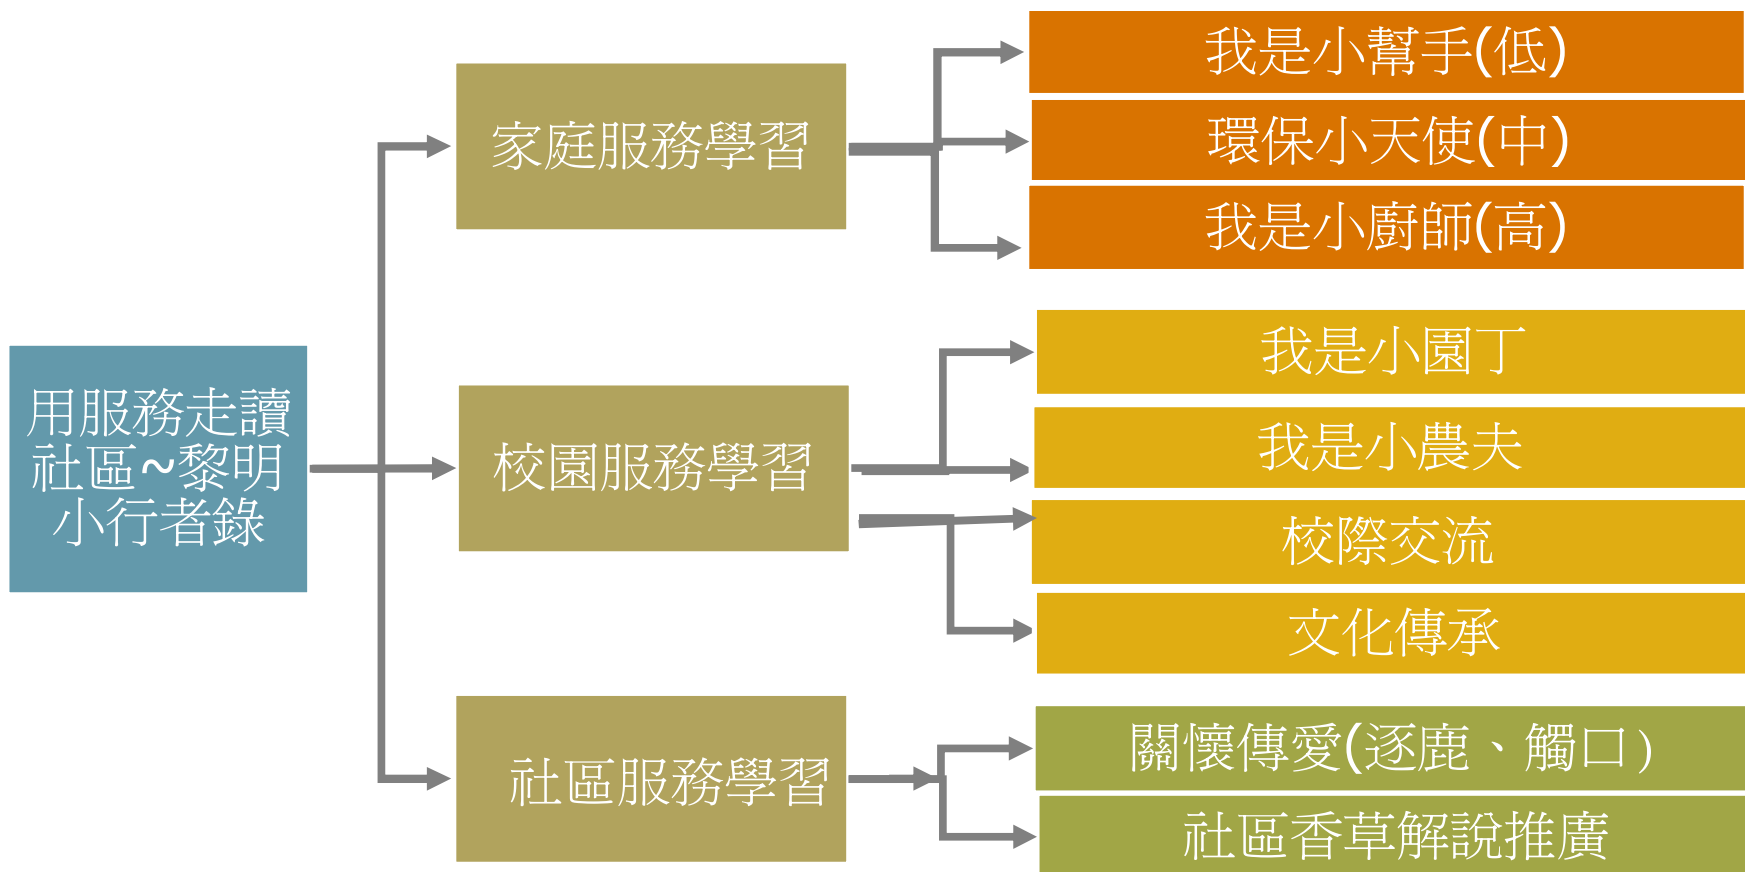 用服務走讀
社區~黎明
小行者錄
家庭服務學習
我是小幫手(低)
環保小天使(中)
我是小廚師(高)
校園服務學習
我是小園丁
我是小農夫
校際交流
文化傳承
社區服務學習
關懷傳愛(逐鹿、觸口)
社區香草解說推廣